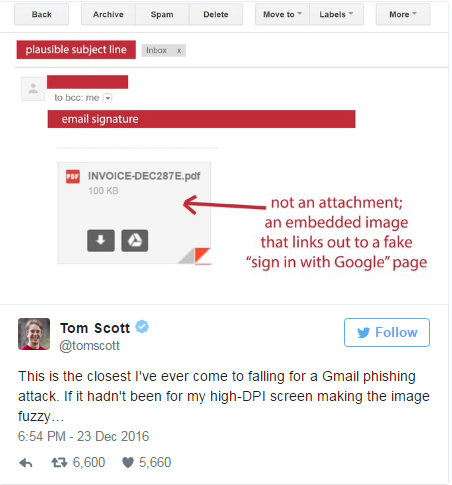 Back Archive Spam Delete Move to Labels More
plausible subject line Inbox x
to bcc: me
email signature
PDF INVOICE-DEC287E.pdf
100 KB
not an attachment;
an embedded image
that links out to a fake
“sign in with Google” page
Tom Scott
@tomscott
Follow
This is the closest I've ever come to falling for a Gmail phishing
attack. If it hadn't been for my high-DPI screen making the image
fuzzy…
6:54 PM - 23 Dec 2016
6,600 5,660